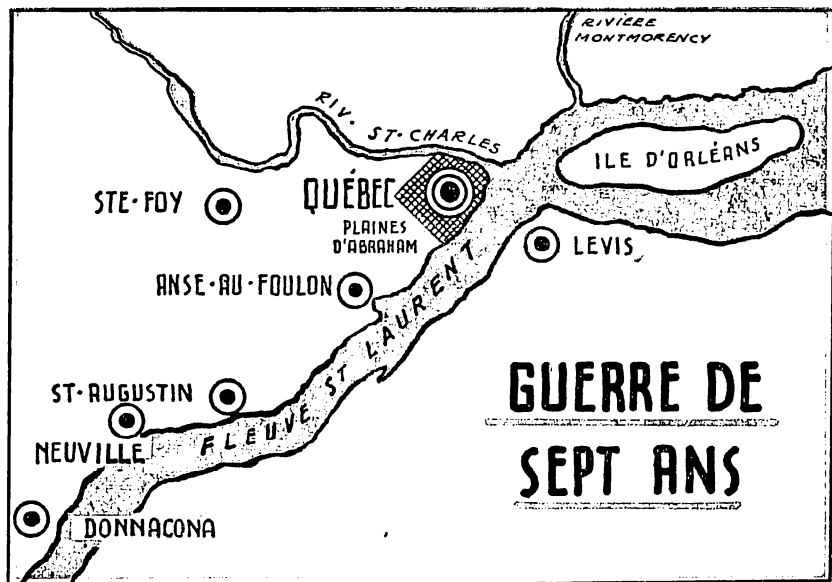 RIVIÈRE
MONTMORENCY
RIV. ST-CHARLES
ILE D'ORLÉANS
STE-FOY
QUÉBEC
PLAINES
D'ABRAHAM
LEVIS
ANSE-AU-FOULON
FLEUVE ST LAURENT
ST-AUGUSTIN
NEUVILLE
DONNACONA
GUERRE DE
SEPT ANS